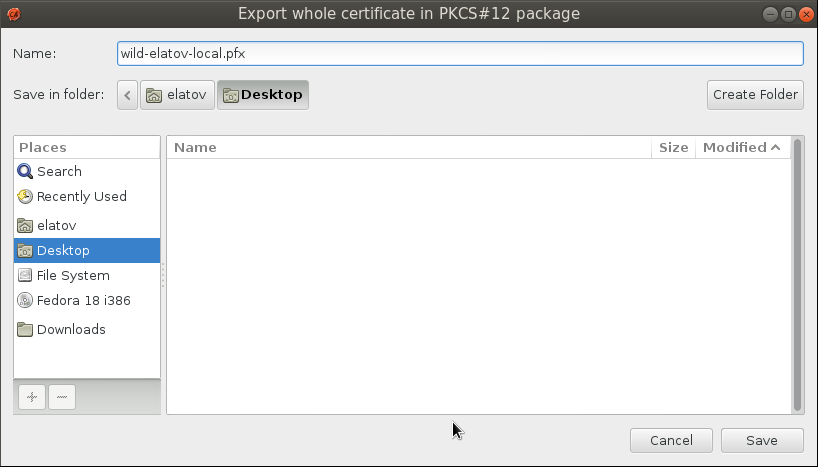 Export whole certificate in PKCS#12 package
Name: wild-elatov-local.pfx
Save in folder: elatov Desktop Create Folder
Places
Search
Recently Used
elatov
Desktop
File System
Fedora 18 i386
Downloads
Name Size Modified
Cancel Save